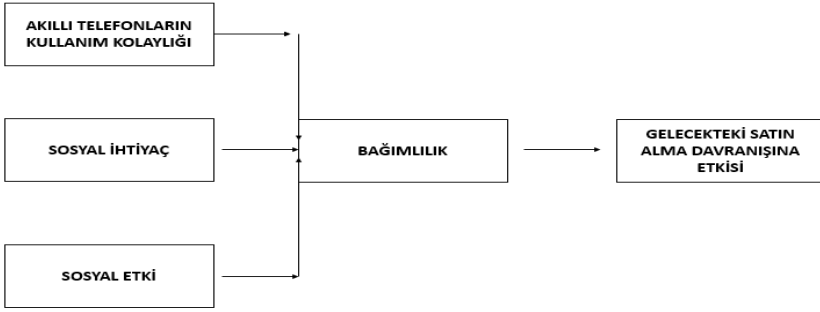 AKILLI TELEFONLARIN
KULLANIM KOLAYLIĞI
SOSYAL İHTİYAÇ
BAĞIMLILIK
GELECEKTEKİ SATIN
ALMA DAVRANIŞINA
ETKİSİ
SOSYAL ETKİ